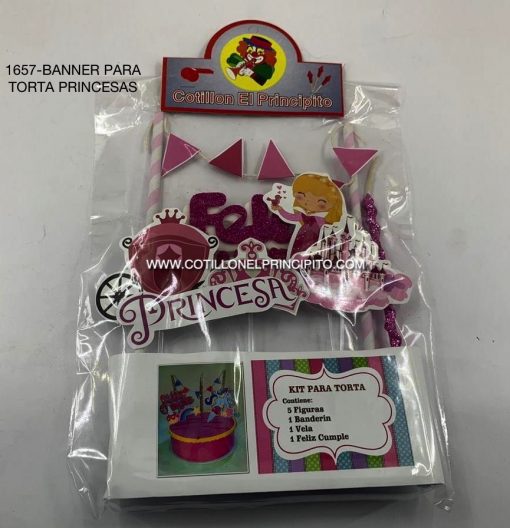 1657-BANNER PARA
TORTA PRINCESAS
Cotillon El Principito
Feliz
WWW.COTILLONELPRINCIPITO.COM
PRINCESA
KIT PARA TORTA
Contiene:
5 Figuras
1 Banderin
1 Vela
1 Feliz Cumple